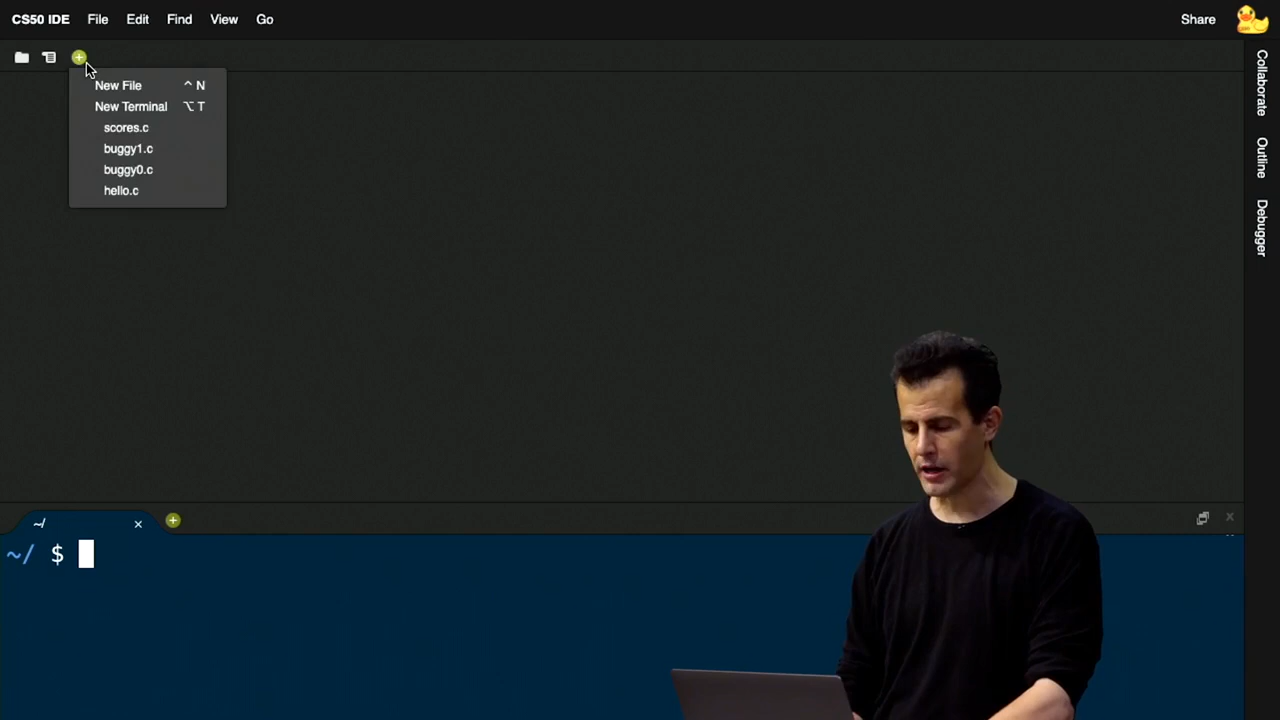 CS50 IDE File Edit Find View Go Share
New File ^ N
New Terminal ⌥ T
scores.c
buggy1.c
buggy0.c
hello.c
Collaborate
Outline
Debugger
~/
~/ $